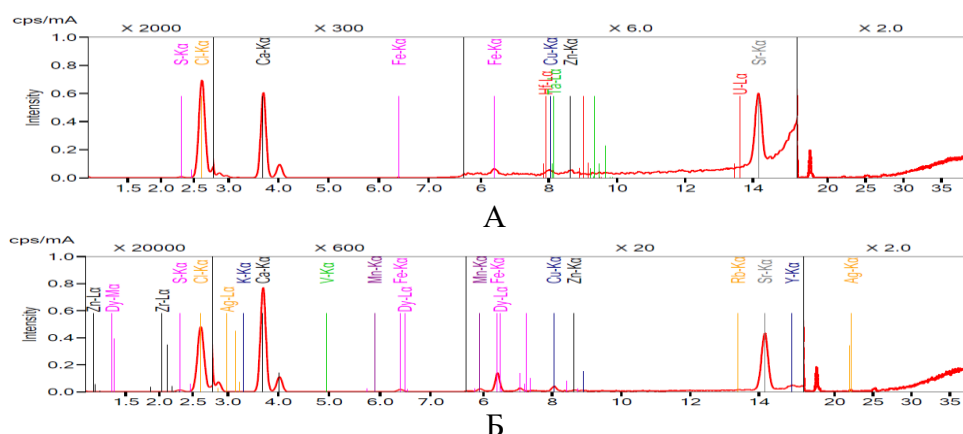 cps/mA
X 2000 X 300 X 6.0 X 2.0
1.0
0.8
0.6
0.4
0.2
0.0
Intensity
S-Ka
Cl-Ka
Ca-Ka
Fe-Ka
Fe-Ka
Hf-La
Cu-Ka
Ta-La
Zn-Ka
U-La
Sr-Ka
1.5 2.0 3.0 4.0 5.0 6.0 7.0 6 8 10 12 14 20 25 30 35
А
cps/mA
X 20000 X 600 X 20 X 2.0
1.0
0.8
0.6
0.4
0.2
0.0
Intensity
Zn-La
Dy-Ma
Zr-La
S-Ka
Cl-Ka
Ag-La
K-Ka
Ca-Ka
V-Ka
Mn-Ka
Dy-La
Fe-Ka
Mn-Ka
Dy-La
Fe-Ka
Cu-Ka
Zn-Ka
Rb-Ka
Sr-Ka
Y-Ka
Ag-Ka
1.5 2.0 3.0 4.0 5.0 6.0 7.0 6 8 10 12 14 20 25 30 35
Б